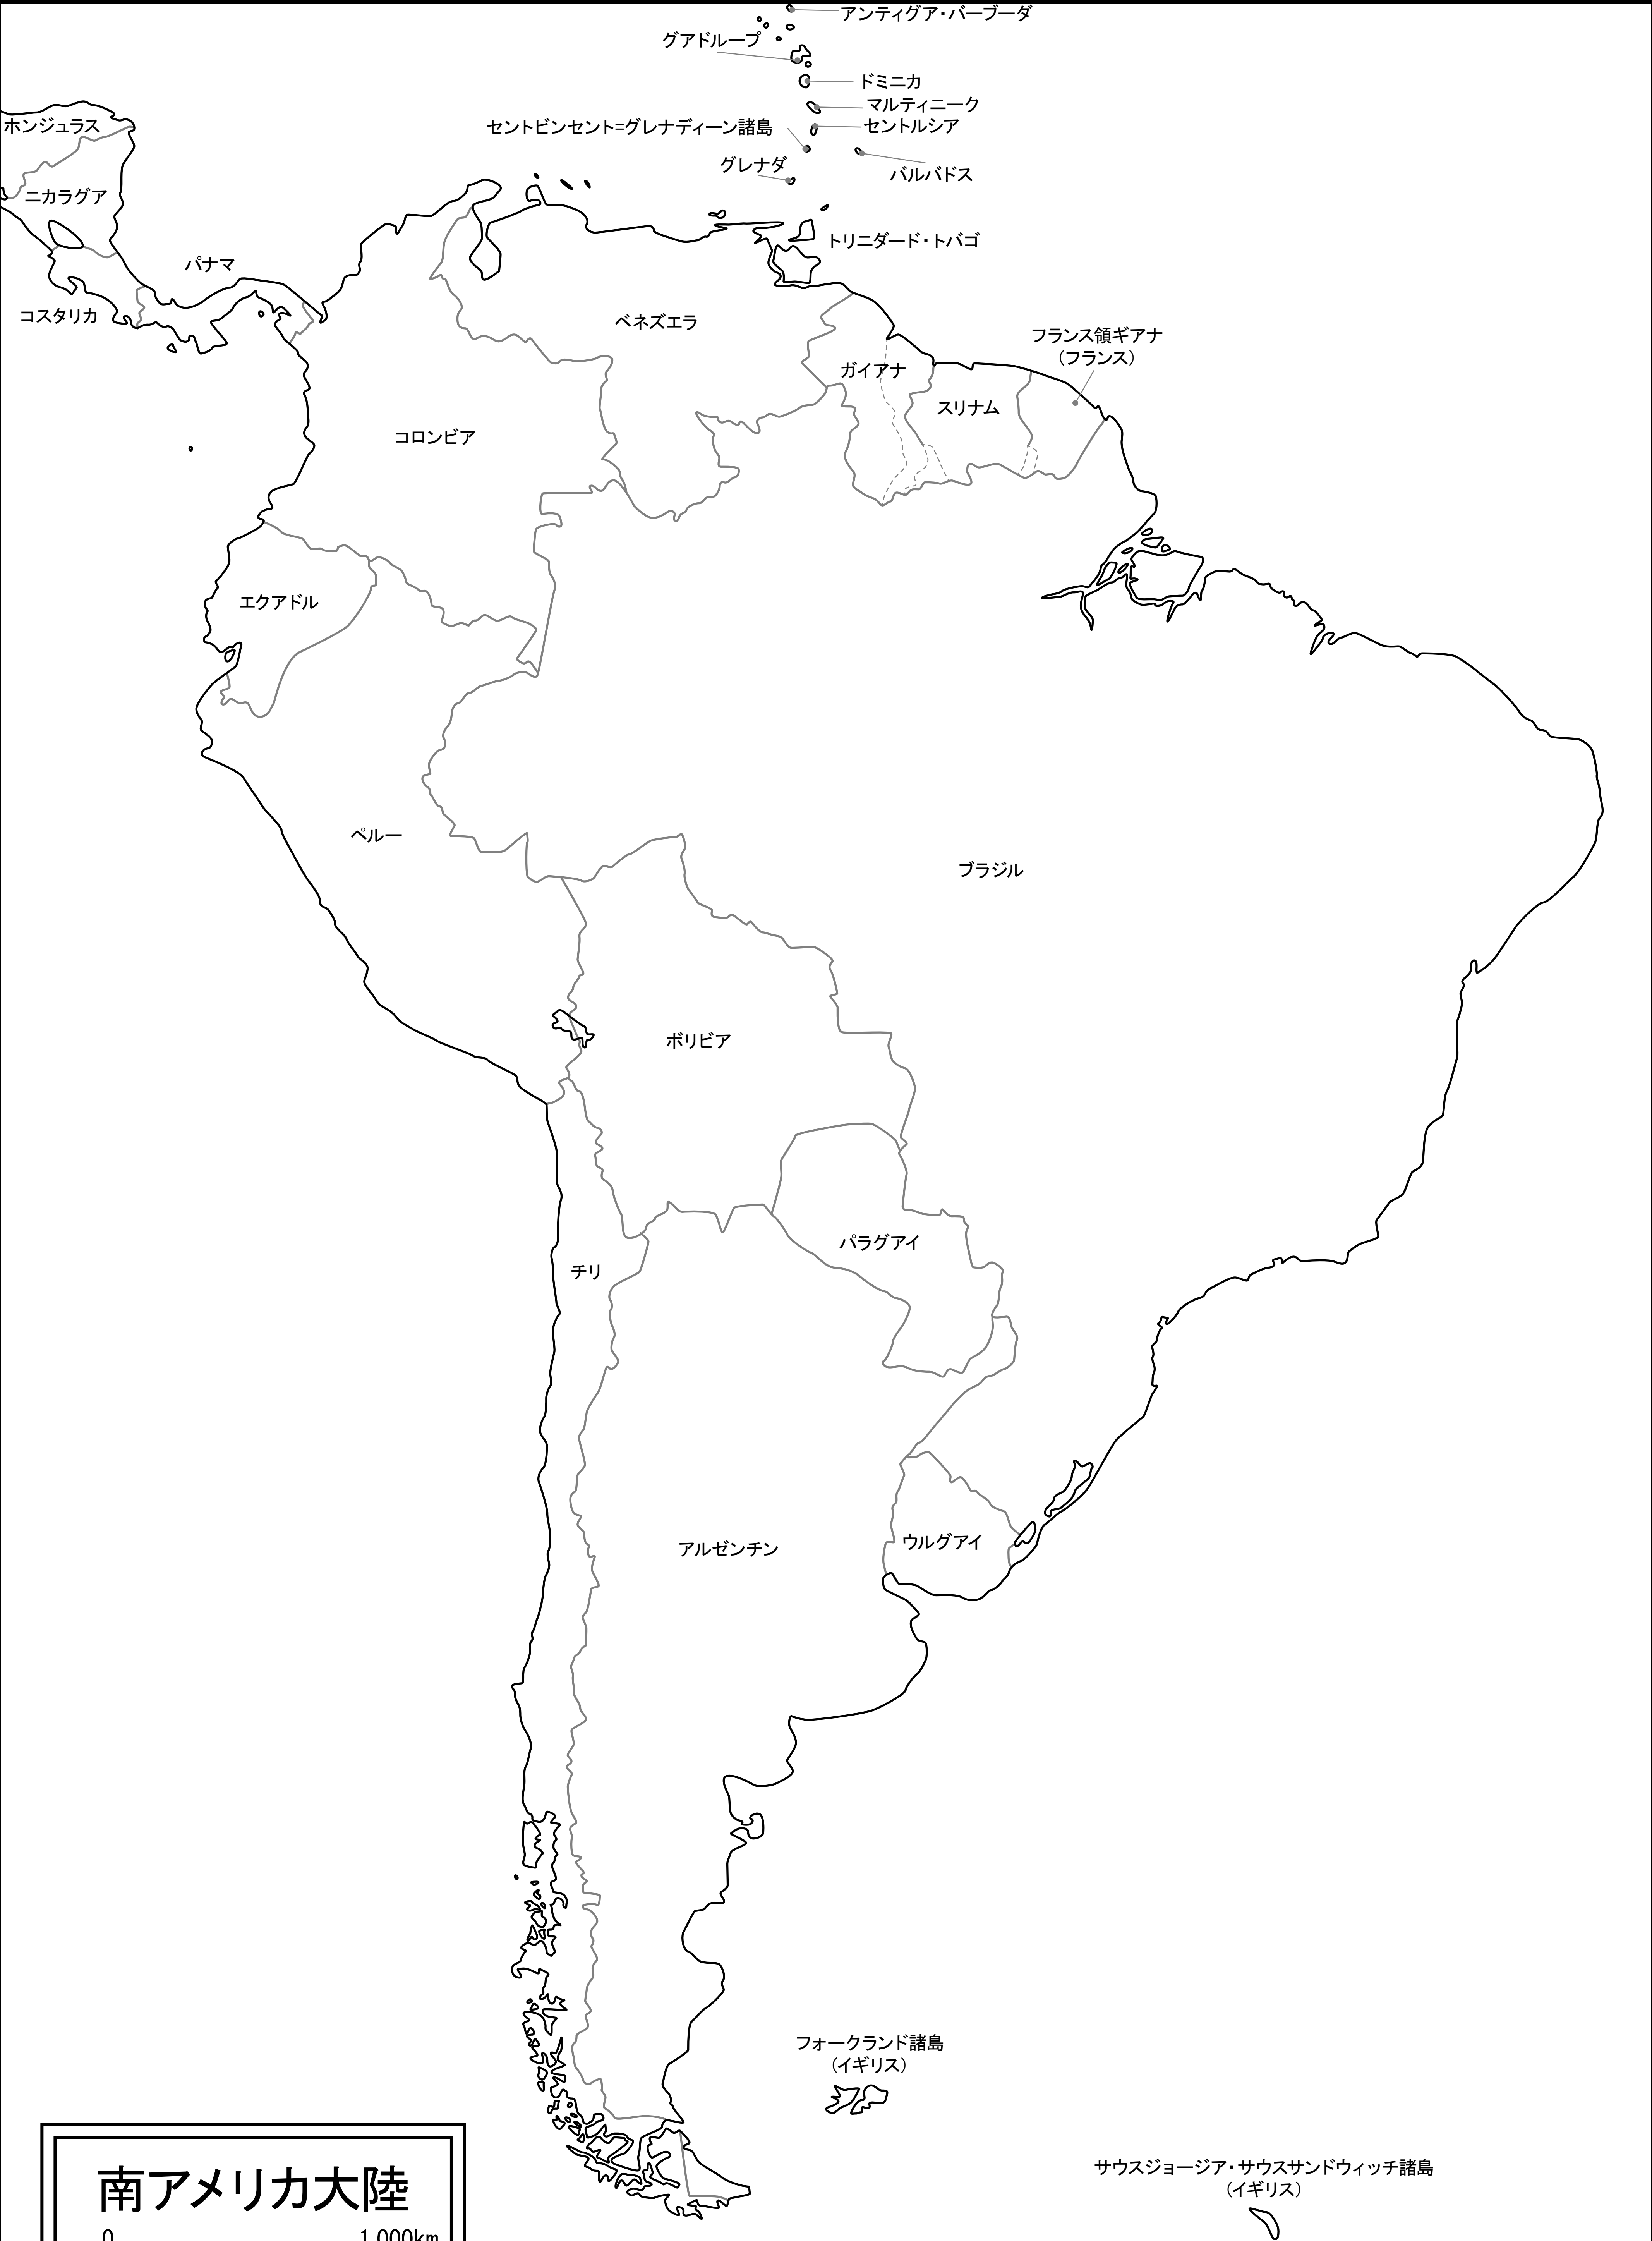 アンティグア・バーブーダ
グアドループ
ドミニカ
マルティニーク
ホンジュラス
セントビンセント=グレナディーン諸島
セントルシア
グレナダ
バルバドス
ニカラグア
トリニダード・トバゴ
パナマ
コスタリカ
ベネズエラ
フランス領ギアナ
(フランス)
ガイアナ
スリナム
コロンビア
エクアドル
ペルー
ブラジル
ボリビア
パラグアイ
チリ
アルゼンチン
ウルグアイ
フォークランド諸島
(イギリス)
サウスジョージア・サウスサンドウィッチ諸島
(イギリス)
南アメリカ大陸
0 1,000km